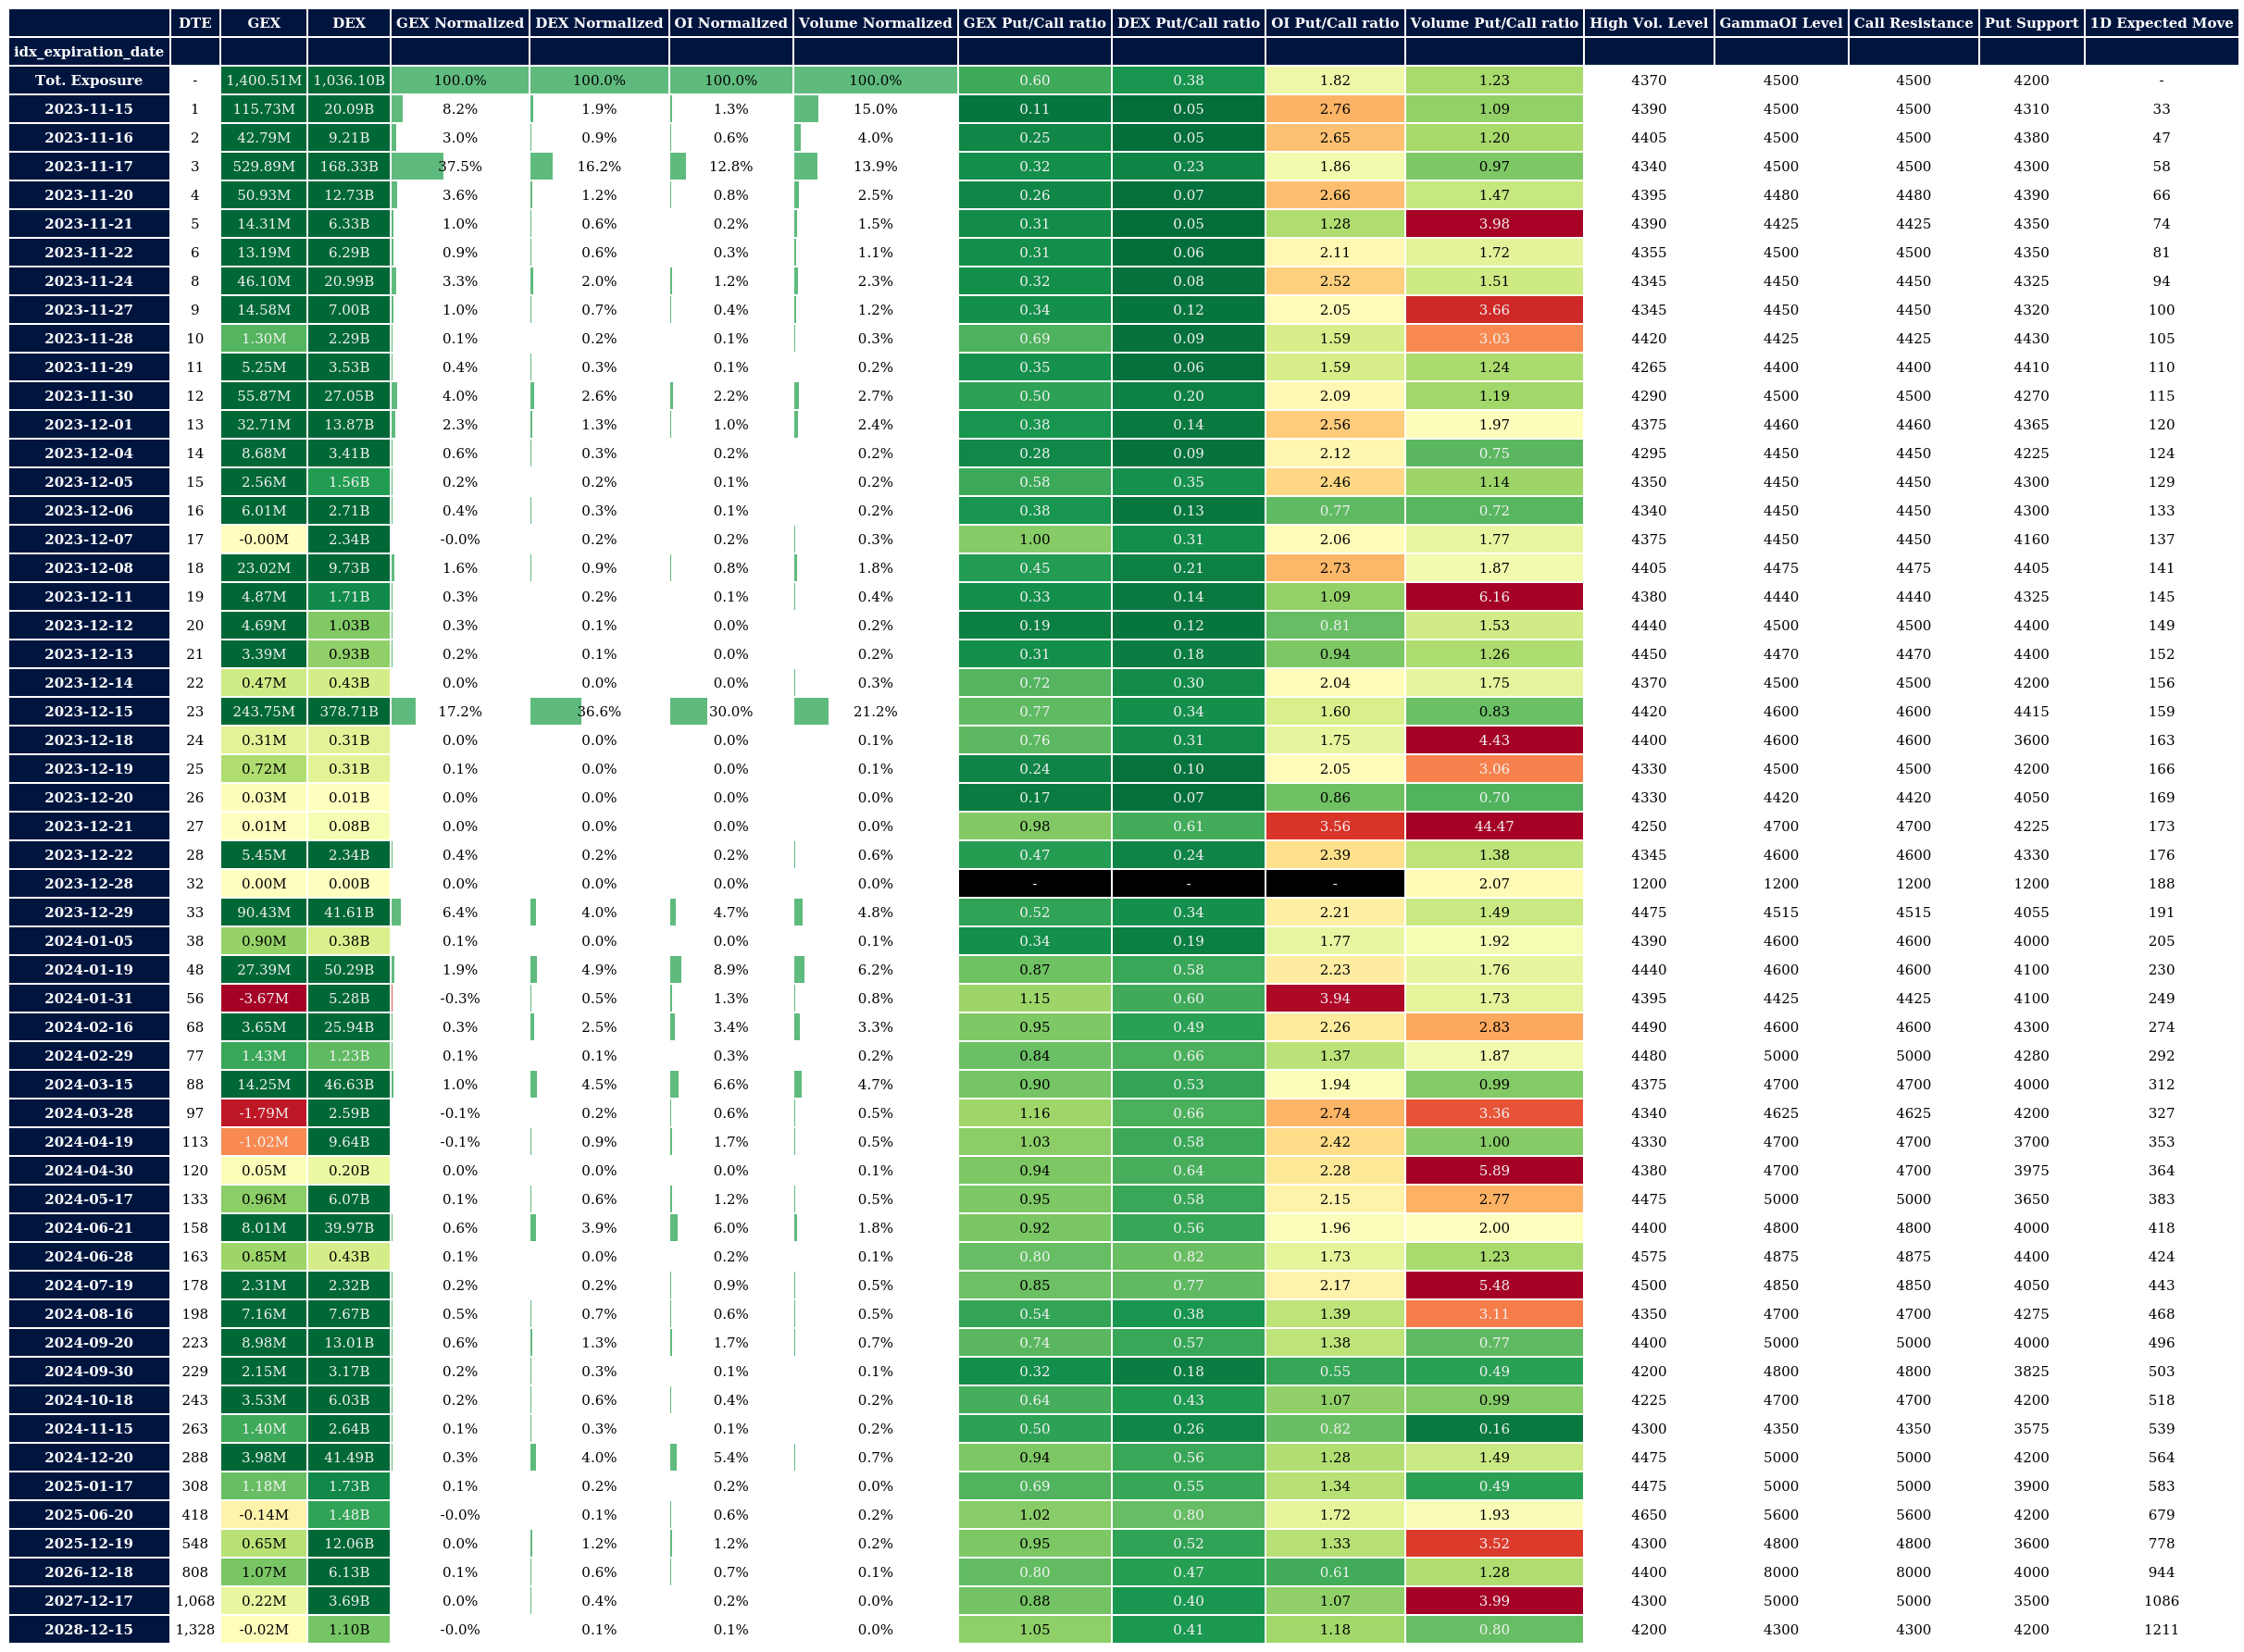 DTE GEX DEX GEX Normalized DEX Normalized OI Normalized Volume Normalized GEX Put/Call ratio DEX Put/Call ratio OI Put/Call ratio Volume Put/Call ratio High Vol. Level GammaOI Level Call Resistance Put Support 1D Expected Move
idx_expiration_date
Tot. Exposure - 1,400.51M 1,036.10B 100.0% 100.0% 100.0% 100.0% 0.60 0.38 1.82 1.23 4370 4500 4500 4200 -
2023-11-15 1 115.73M 20.09B 8.2% 1.9% 1.3% 15.0% 0.11 0.05 2.76 1.09 4390 4500 4500 4310 33
2023-11-16 2 42.79M 9.21B 3.0% 0.9% 0.6% 4.0% 0.25 0.05 2.65 1.20 4405 4500 4500 4380 47
2023-11-17 3 529.89M 168.33B 37.5% 16.2% 12.8% 13.9% 0.32 0.23 1.86 0.97 4340 4500 4500 4300 58
2023-11-20 4 50.93M 12.73B 3.6% 1.2% 0.8% 2.5% 0.26 0.07 2.66 1.47 4395 4480 4480 4390 66
2023-11-21 5 14.31M 6.33B 1.0% 0.6% 0.2% 1.5% 0.31 0.05 1.28 3.98 4390 4425 4425 4350 74
2023-11-22 6 13.19M 6.29B 0.9% 0.6% 0.3% 1.1% 0.31 0.06 2.11 1.72 4355 4500 4500 4350 81
2023-11-24 8 46.10M 20.99B 3.3% 2.0% 1.2% 2.3% 0.32 0.08 2.52 1.51 4345 4450 4450 4325 94
2023-11-27 9 14.58M 7.00B 1.0% 0.7% 0.4% 1.2% 0.34 0.12 2.05 3.66 4345 4450 4450 4320 100
2023-11-28 10 1.30M 2.29B 0.1% 0.2% 0.1% 0.3% 0.69 0.09 1.59 3.03 4420 4425 4425 4430 105
2023-11-29 11 5.25M 3.53B 0.4% 0.3% 0.1% 0.2% 0.35 0.06 1.59 1.24 4265 4400 4400 4410 110
2023-11-30 12 55.87M 27.05B 4.0% 2.6% 2.2% 2.7% 0.50 0.20 2.09 1.19 4290 4500 4500 4270 115
2023-12-01 13 32.71M 13.87B 2.3% 1.3% 1.0% 2.4% 0.38 0.14 2.56 1.97 4375 4460 4460 4365 120
2023-12-04 14 8.68M 3.41B 0.6% 0.3% 0.2% 0.2% 0.28 0.09 2.12 0.75 4295 4450 4450 4225 124
2023-12-05 15 2.56M 1.56B 0.2% 0.2% 0.1% 0.2% 0.58 0.35 2.46 1.14 4350 4450 4450 4300 129
2023-12-06 16 6.01M 2.71B 0.4% 0.3% 0.1% 0.2% 0.38 0.13 0.77 0.72 4340 4450 4450 4300 133
2023-12-07 17 -0.00M 2.34B -0.0% 0.2% 0.2% 0.3% 1.00 0.31 2.06 1.77 4375 4450 4450 4160 137
2023-12-08 18 23.02M 9.73B 1.6% 0.9% 0.8% 1.8% 0.45 0.21 2.73 1.87 4405 4475 4475 4405 141
2023-12-11 19 4.87M 1.71B 0.3% 0.2% 0.1% 0.4% 0.33 0.14 1.09 6.16 4380 4440 4440 4325 145
2023-12-12 20 4.69M 1.03B 0.3% 0.1% 0.0% 0.2% 0.19 0.12 0.81 1.53 4440 4500 4500 4400 149
2023-12-13 21 3.39M 0.93B 0.2% 0.1% 0.0% 0.2% 0.31 0.18 0.94 1.26 4450 4470 4470 4400 152
2023-12-14 22 0.47M 0.43B 0.0% 0.0% 0.0% 0.3% 0.72 0.30 2.04 1.75 4370 4500 4500 4200 156
2023-12-15 23 243.75M 378.71B 17.2% 36.6% 30.0% 21.2% 0.77 0.34 1.60 0.83 4420 4600 4600 4415 159
2023-12-18 24 0.31M 0.31B 0.0% 0.0% 0.0% 0.1% 0.76 0.31 1.75 4.43 4400 4600 4600 3600 163
2023-12-19 25 0.72M 0.31B 0.1% 0.0% 0.0% 0.1% 0.24 0.10 2.05 3.06 4330 4500 4500 4200 166
2023-12-20 26 0.03M 0.01B 0.0% 0.0% 0.0% 0.0% 0.17 0.07 0.86 0.70 4330 4420 4420 4050 169
2023-12-21 27 0.01M 0.08B 0.0% 0.0% 0.0% 0.0% 0.98 0.61 3.56 44.47 4250 4700 4700 4225 173
2023-12-22 28 5.45M 2.34B 0.4% 0.2% 0.2% 0.6% 0.47 0.24 2.39 1.38 4345 4600 4600 4330 176
2023-12-28 32 0.00M 0.00B 0.0% 0.0% 0.0% 0.0% - - - 2.07 1200 1200 1200 1200 188
2023-12-29 33 90.43M 41.61B 6.4% 4.0% 4.7% 4.8% 0.52 0.34 2.21 1.49 4475 4515 4515 4055 191
2024-01-05 38 0.90M 0.38B 0.1% 0.0% 0.0% 0.1% 0.34 0.19 1.77 1.92 4390 4600 4600 4000 205
2024-01-19 48 27.39M 50.29B 1.9% 4.9% 8.9% 6.2% 0.87 0.58 2.23 1.76 4440 4600 4600 4100 230
2024-01-31 56 -3.67M 5.28B -0.3% 0.5% 1.3% 0.8% 1.15 0.60 3.94 1.73 4395 4425 4425 4100 249
2024-02-16 68 3.65M 25.94B 0.3% 2.5% 3.4% 3.3% 0.95 0.49 2.26 2.83 4490 4600 4600 4300 274
2024-02-29 77 1.43M 1.23B 0.1% 0.1% 0.3% 0.2% 0.84 0.66 1.37 1.87 4480 5000 5000 4280 292
2024-03-15 88 14.25M 46.63B 1.0% 4.5% 6.6% 4.7% 0.90 0.53 1.94 0.99 4375 4700 4700 4000 312
2024-03-28 97 -1.79M 2.59B -0.1% 0.2% 0.6% 0.5% 1.16 0.66 2.74 3.36 4340 4625 4625 4200 327
2024-04-19 113 -1.02M 9.64B -0.1% 0.9% 1.7% 0.5% 1.03 0.58 2.42 1.00 4330 4700 4700 3700 353
2024-04-30 120 0.05M 0.20B 0.0% 0.0% 0.0% 0.1% 0.94 0.64 2.28 5.89 4380 4700 4700 3975 364
2024-05-17 133 0.96M 6.07B 0.1% 0.6% 1.2% 0.5% 0.95 0.58 2.15 2.77 4475 5000 5000 3650 383
2024-06-21 158 8.01M 39.97B 0.6% 3.9% 6.0% 1.8% 0.92 0.56 1.96 2.00 4400 4800 4800 4000 418
2024-06-28 163 0.85M 0.43B 0.1% 0.0% 0.2% 0.1% 0.80 0.82 1.73 1.23 4575 4875 4875 4400 424
2024-07-19 178 2.31M 2.32B 0.2% 0.2% 0.9% 0.5% 0.85 0.77 2.17 5.48 4500 4850 4850 4050 443
2024-08-16 198 7.16M 7.67B 0.5% 0.7% 0.6% 0.5% 0.54 0.38 1.39 3.11 4350 4700 4700 4275 468
2024-09-20 223 8.98M 13.01B 0.6% 1.3% 1.7% 0.7% 0.74 0.57 1.38 0.77 4400 5000 5000 4000 496
2024-09-30 229 2.15M 3.17B 0.2% 0.3% 0.1% 0.1% 0.32 0.18 0.55 0.49 4200 4800 4800 3825 503
2024-10-18 243 3.53M 6.03B 0.2% 0.6% 0.4% 0.2% 0.64 0.43 1.07 0.99 4225 4700 4700 4200 518
2024-11-15 263 1.40M 2.64B 0.1% 0.3% 0.1% 0.2% 0.50 0.26 0.82 0.16 4300 4350 4350 3575 539
2024-12-20 288 3.98M 41.49B 0.3% 4.0% 5.4% 0.7% 0.94 0.56 1.28 1.49 4475 5000 5000 4200 564
2025-01-17 308 1.18M 1.73B 0.1% 0.2% 0.2% 0.0% 0.69 0.55 1.34 0.49 4475 5000 5000 3900 583
2025-06-20 418 -0.14M 1.48B -0.0% 0.1% 0.6% 0.2% 1.02 0.80 1.72 1.93 4650 5600 5600 4200 679
2025-12-19 548 0.65M 12.06B 0.0% 1.2% 1.2% 0.2% 0.95 0.52 1.33 3.52 4300 4800 4800 3600 778
2026-12-18 808 1.07M 6.13B 0.1% 0.6% 0.7% 0.1% 0.80 0.47 0.61 1.28 4400 8000 8000 4000 944
2027-12-17 1,068 0.22M 3.69B 0.0% 0.4% 0.2% 0.0% 0.88 0.40 1.07 3.99 4300 5000 5000 3500 1086
2028-12-15 1,328 -0.02M 1.10B -0.0% 0.1% 0.1% 0.0% 1.05 0.41 1.18 0.80 4200 4300 4300 4200 1211